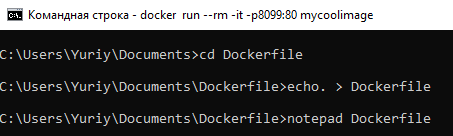 Командная строка - docker run --rm -it -p8099:80 mycoolimage
C:\Users\Yuriy\Documents>cd Dockerfile
C:\Users\Yuriy\Documents\Dockerfile>echo. > Dockerfile
C:\Users\Yuriy\Documents\Dockerfile>notepad Dockerfile